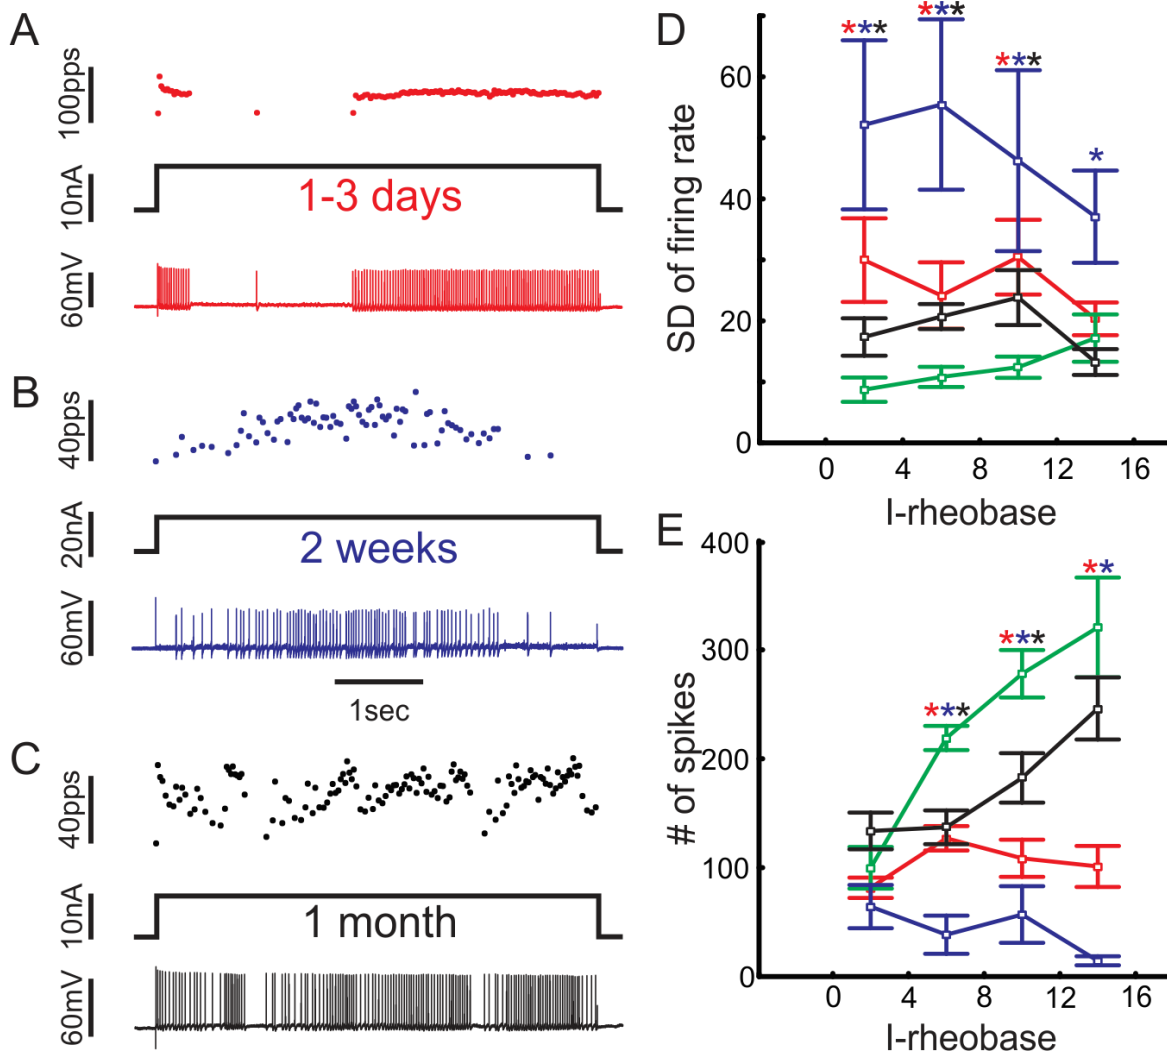 A
100pps
10nA
1-3 days
60mV
B
40pps
20nA
2 weeks
60mV
1sec
C
40pps
10nA
1 month
60mV
D
SD of firing rate
60
40
20
0
***
***
***
*
0 4 8 12 16
I-rheobase
E
# of spikes
400
300
200
100
0
***
***
**
0 4 8 12 16
I-rheobase